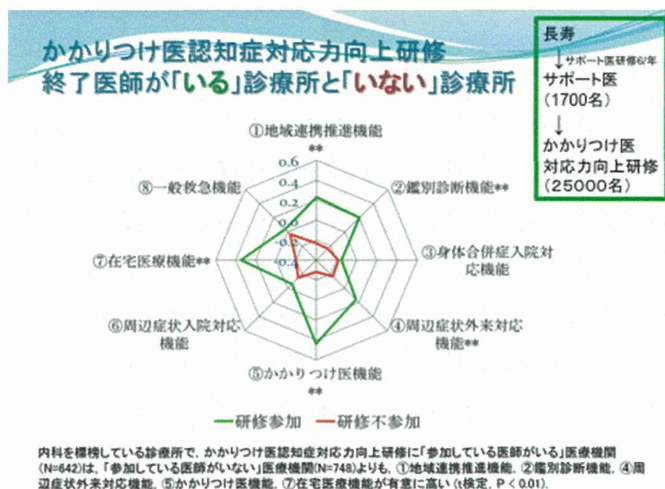 かかりつけ医認知症対応力向上研修
終了医師が「いる」診療所と「いない」診療所
長寿
↓サポート医研修6/年
サポート医
(1700名)
↓
かかりつけ医
対応力向上研修
(25000名)
①地域連携推進機能
**
0.6
0.4
0.2
0.0
-0.2
-0.4
②鑑別診断機能**
③身体合併症入院対
応機能
④周辺症状外来対応
機能**
⑤かかりつけ医機能
**
⑥周辺症状入院対応
機能
⑦在宅医療機能**
⑧一般救急機能
研修参加 研修不参加
内科を標榜している診療所で、かかりつけ医認知症対応力向上研修に「参加している医師がいる」医療機関
(N=642)は、「参加している医師がいない」医療機関(N=748)よりも、①地域連携推進機能、②鑑別診断機能、④周
辺症状外来対応機能、⑤かかりつけ医機能、⑦在宅医療機能が有意に高い(t検定, P < 0.01)。